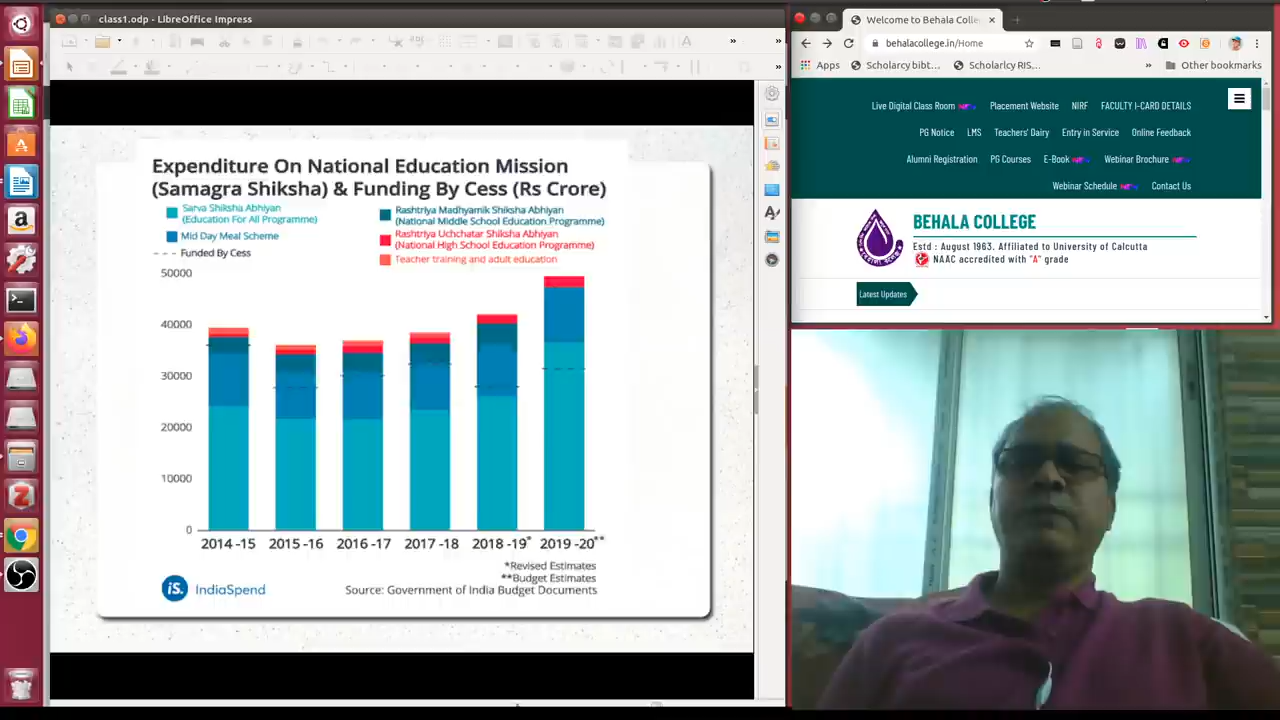 class1.odp - LibreOffice Impress
Expenditure On National Education Mission
(Samagra Shiksha) & Funding By Cess (Rs Crore)
Sarva Shiksha Abhiyan
(Education For All Programme)
Mid Day Meal Scheme
Funded By Cess
Rashtriya Madhyamik Shiksha Abhiyan
(National Middle School Education Programme)
Rashtriya Uchchatar Shiksha Abhiyan
(National High School Education Programme)
Teacher training and adult education
50000
40000
30000
20000
10000
0
2014 -15 2015 -16 2016 -17 2017 -18 2018 -19* 2019 -20**
*Revised Estimates
**Budget Estimates
iS. IndiaSpend
Source: Government of India Budget Documents
Welcome to Behala Colle
behalacollege.in/Home
Apps Scholarcy bibt... Scholarlcy RIS... » Other bookmarks
Live Digital Class Room Placement Website NIRF FACULTY I-CARD DETAILS
PG Notice LMS Teachers' Dairy Entry in Service Online Feedback
Alumni Registration PG Courses E-Book Webinar Brochure
Webinar Schedule Contact Us
BEHALA COLLEGE
Estd : August 1963. Affiliated to University of Calcutta
NAAC accredited with "A" grade
Latest Updates